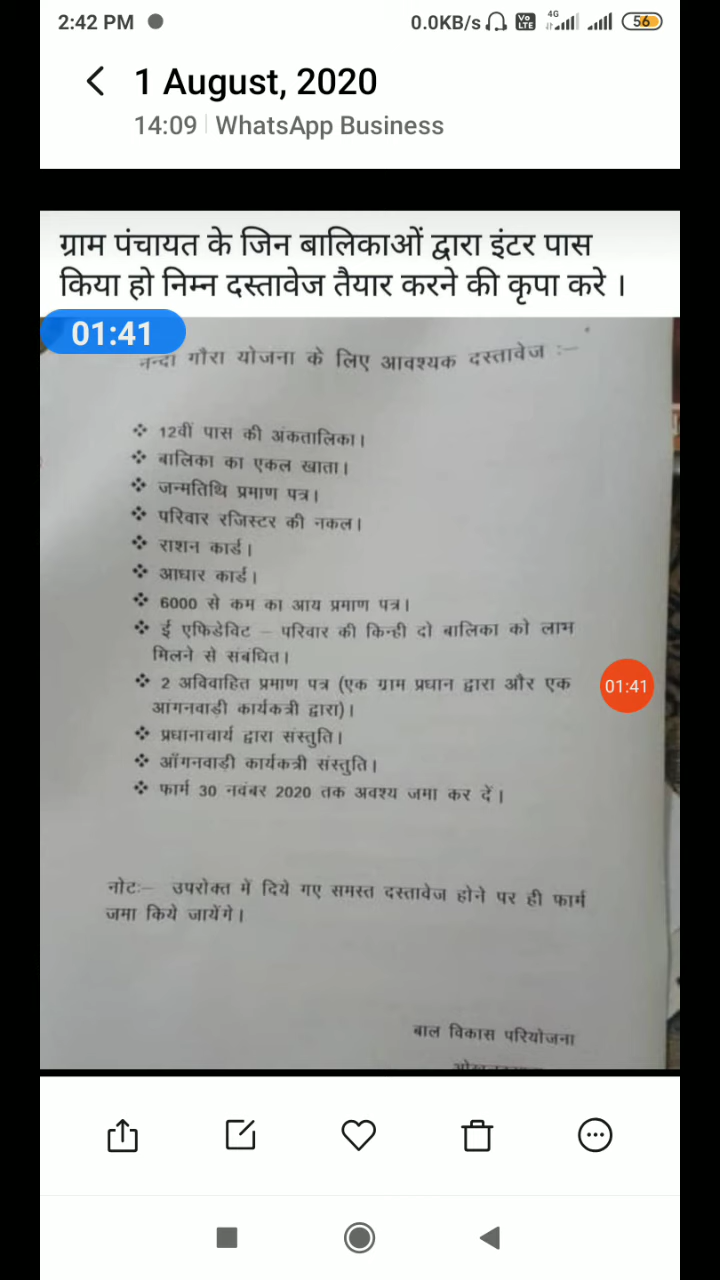 2:42 PM 0.0KB/s Vo LTE 4G 56
1 August, 2020
14:09 WhatsApp Business
ग्राम पंचायत के जिन बालिकाओं द्वारा इंटर पास
किया हो निम्न दस्तावेज तैयार करने की कृपा करे ।
01:41
नन्दा गौरा योजना के लिए आवश्यक दस्तावेज :–
❖ 12वीं पास की अंकतालिका।
❖ बालिका का एकल खाता।
❖ जन्मतिथि प्रमाण पत्र।
❖ परिवार रजिस्टर की नकल।
❖ राशन कार्ड।
❖ आधार कार्ड।
❖ 6000 से कम का आय प्रमाण पत्र।
❖ ई एफिडेविट – परिवार की किन्ही दो बालिका को लाभ
मिलने से संबंधित।
❖ 2 अविवाहित प्रमाण पत्र (एक ग्राम प्रधान द्वारा और एक
आंगनवाड़ी कार्यकत्री द्वारा)।
01:41
❖ प्रधानाचार्य द्वारा संस्तुति।
❖ ऑंगनवाड़ी कार्यकत्री संस्तुति।
❖ फार्म 30 नवंबर 2020 तक अवश्य जमा कर दें।
नोटः– उपरोक्त में दिये गए समस्त दस्तावेज होने पर ही फार्म
जमा किये जायेंगे।
बाल विकास परियोजना